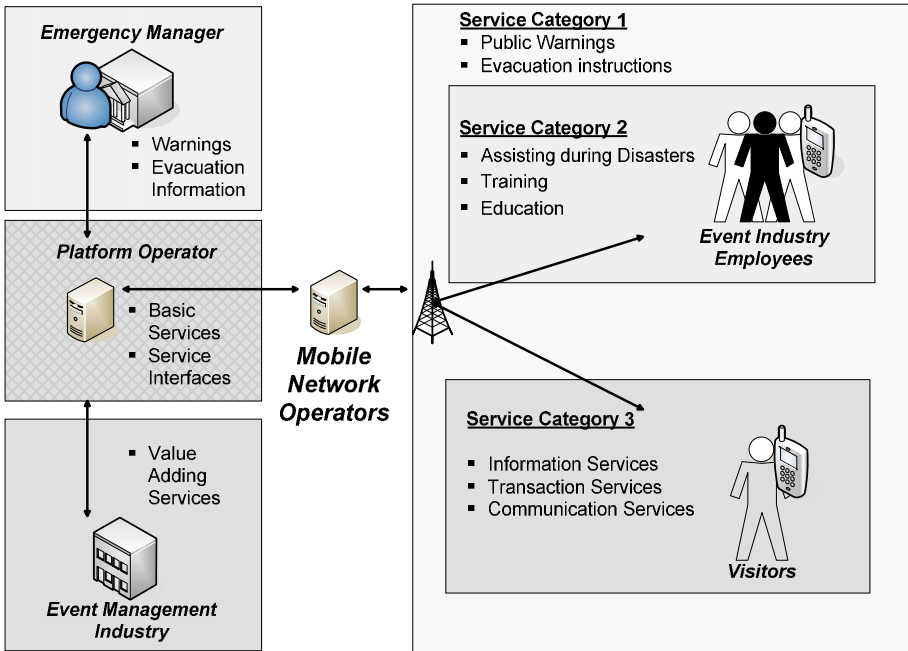 Emergency Manager
▪ Warnings
▪ Evacuation
Information
Platform Operator
▪ Basic
Services
▪ Service
Interfaces
▪ Value
Adding
Services
Event Management
Industry
Mobile
Network
Operators
Service Category 1
▪ Public Warnings
▪ Evacuation instructions
Service Category 2
▪ Assisting during Disasters
▪ Training
▪ Education
Event Industry
Employees
Service Category 3
▪ Information Services
▪ Transaction Services
▪ Communication Services
Visitors